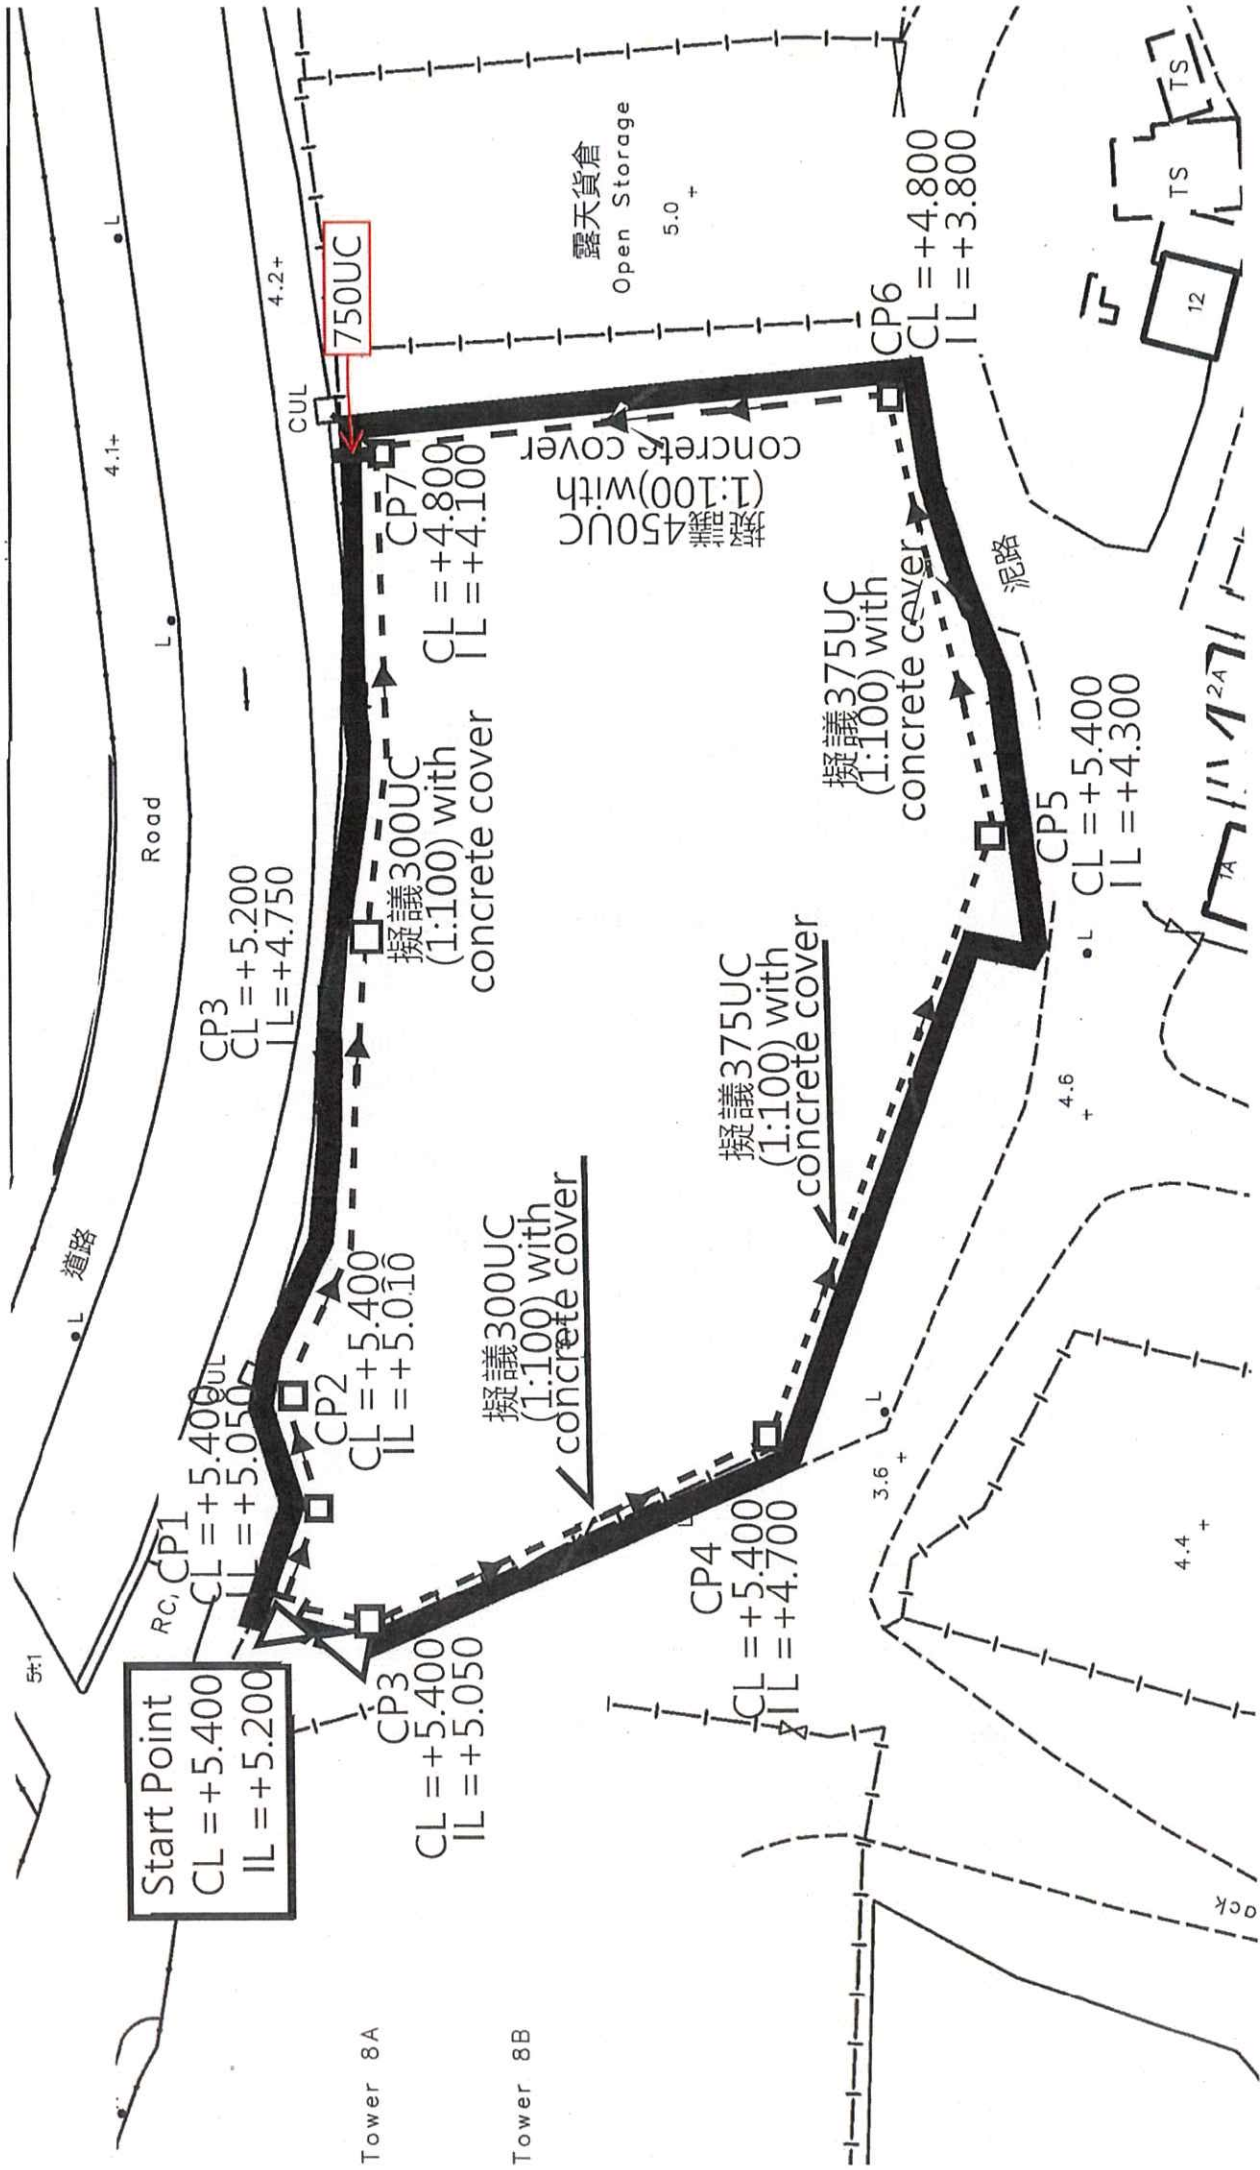 Start Point
CL =+5.400
IL =+5.200
5.1
RC,
CP1
CL =+5.400
IL =+5.050
CUL
CP2
CL =+5.400
IL =+5.010
CP3
CL =+5.200
IL=+4.750
道路
Road
L
L
L
4.1+
4.2+
CUL
750UC
擬議300UC
(1:100) with
concrete cover
CP7
CL =+4.800
IL =+4.100
擬議450UC
(1:100)with
concrete cover
露天貨倉
Open Storage
5.0
+
CP6
CL =+4.800
IL =+3.800
TS
TS
12
泥路
擬議375UC
(1:100) with
concrete cover
CP5
CL =+5.400
IL =+4.300
2A
1A
L
4.6
+
擬議375UC
(1:100) with
concrete cover
擬議300UC
(1:100) with
concrete cover
CP3
CL =+5.400
IL =+5.050
CP4
CL =+5.400
IL =+4.700
L
3.6 +
4.4 +
ack
Tower 8A
Tower 8B